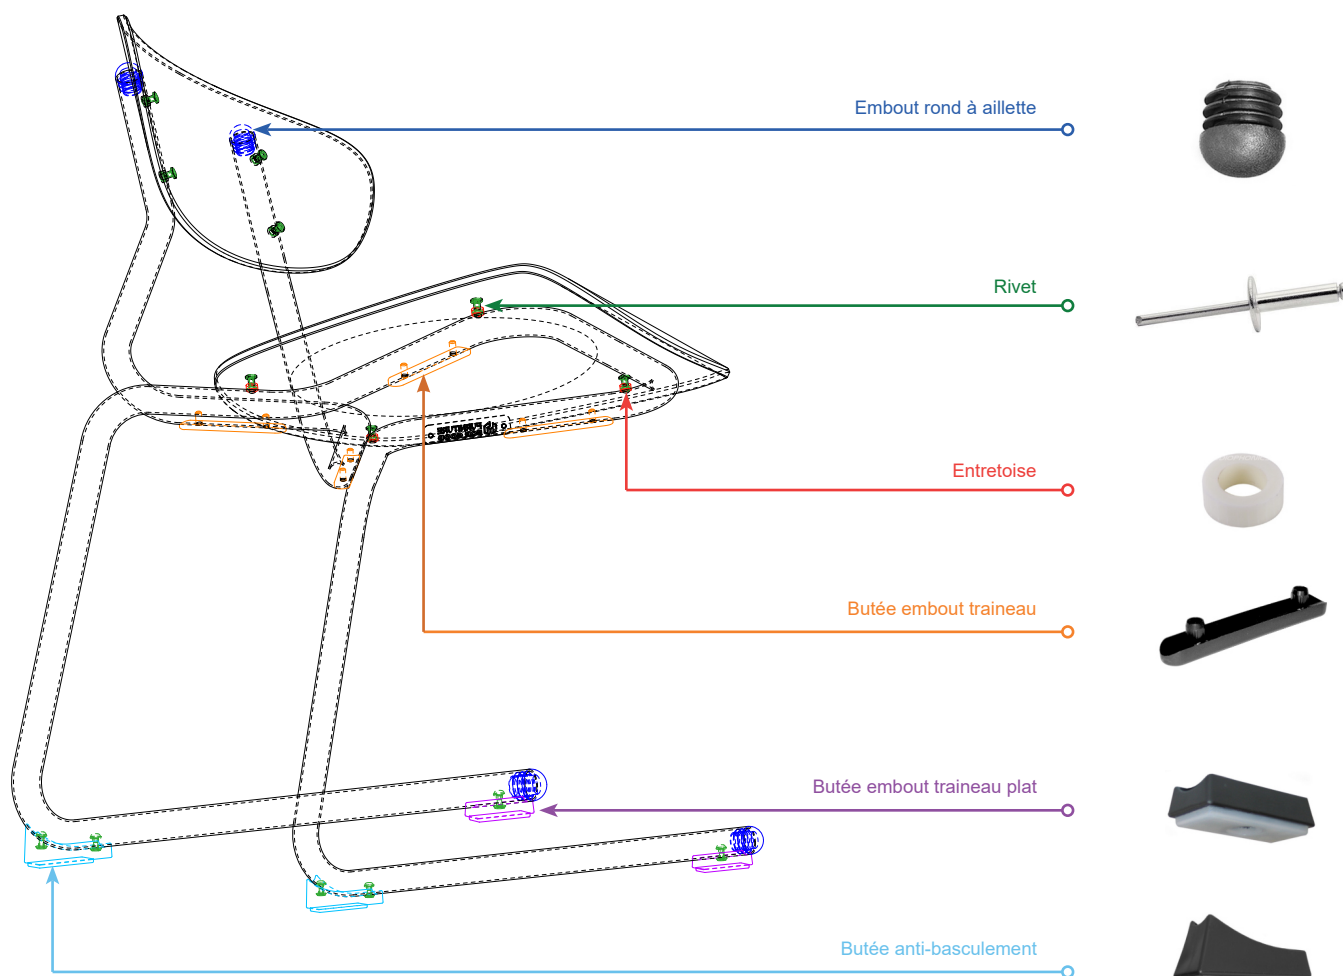 Embout rond à aillette
Rivet
Entretoise
Butée embout traineau
Butée embout traineau plat
Butée anti-basculement